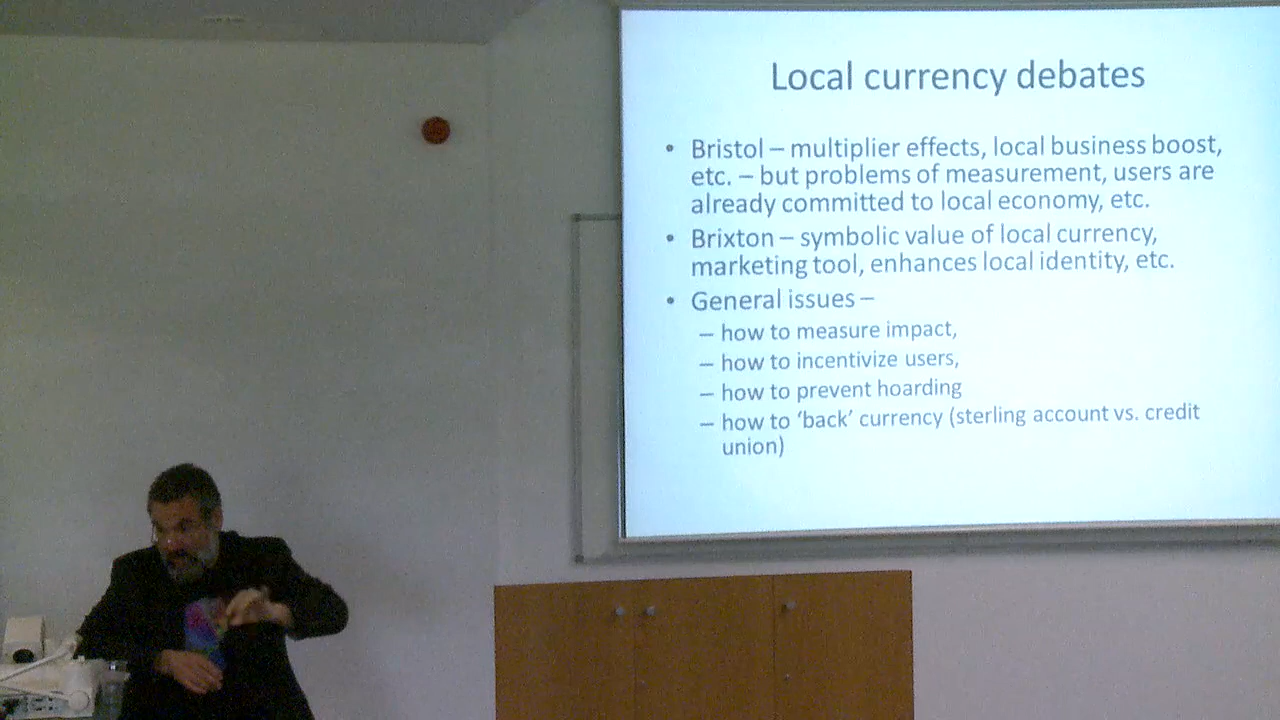 Local currency debates
• Bristol – multiplier effects, local business boost,
etc. – but problems of measurement, users are
already committed to local economy, etc.
• Brixton – symbolic value of local currency,
marketing tool, enhances local identity, etc.
• General issues –
– how to measure impact,
– how to incentivize users,
– how to prevent hoarding
– how to ‘back’ currency (sterling account vs. credit
union)